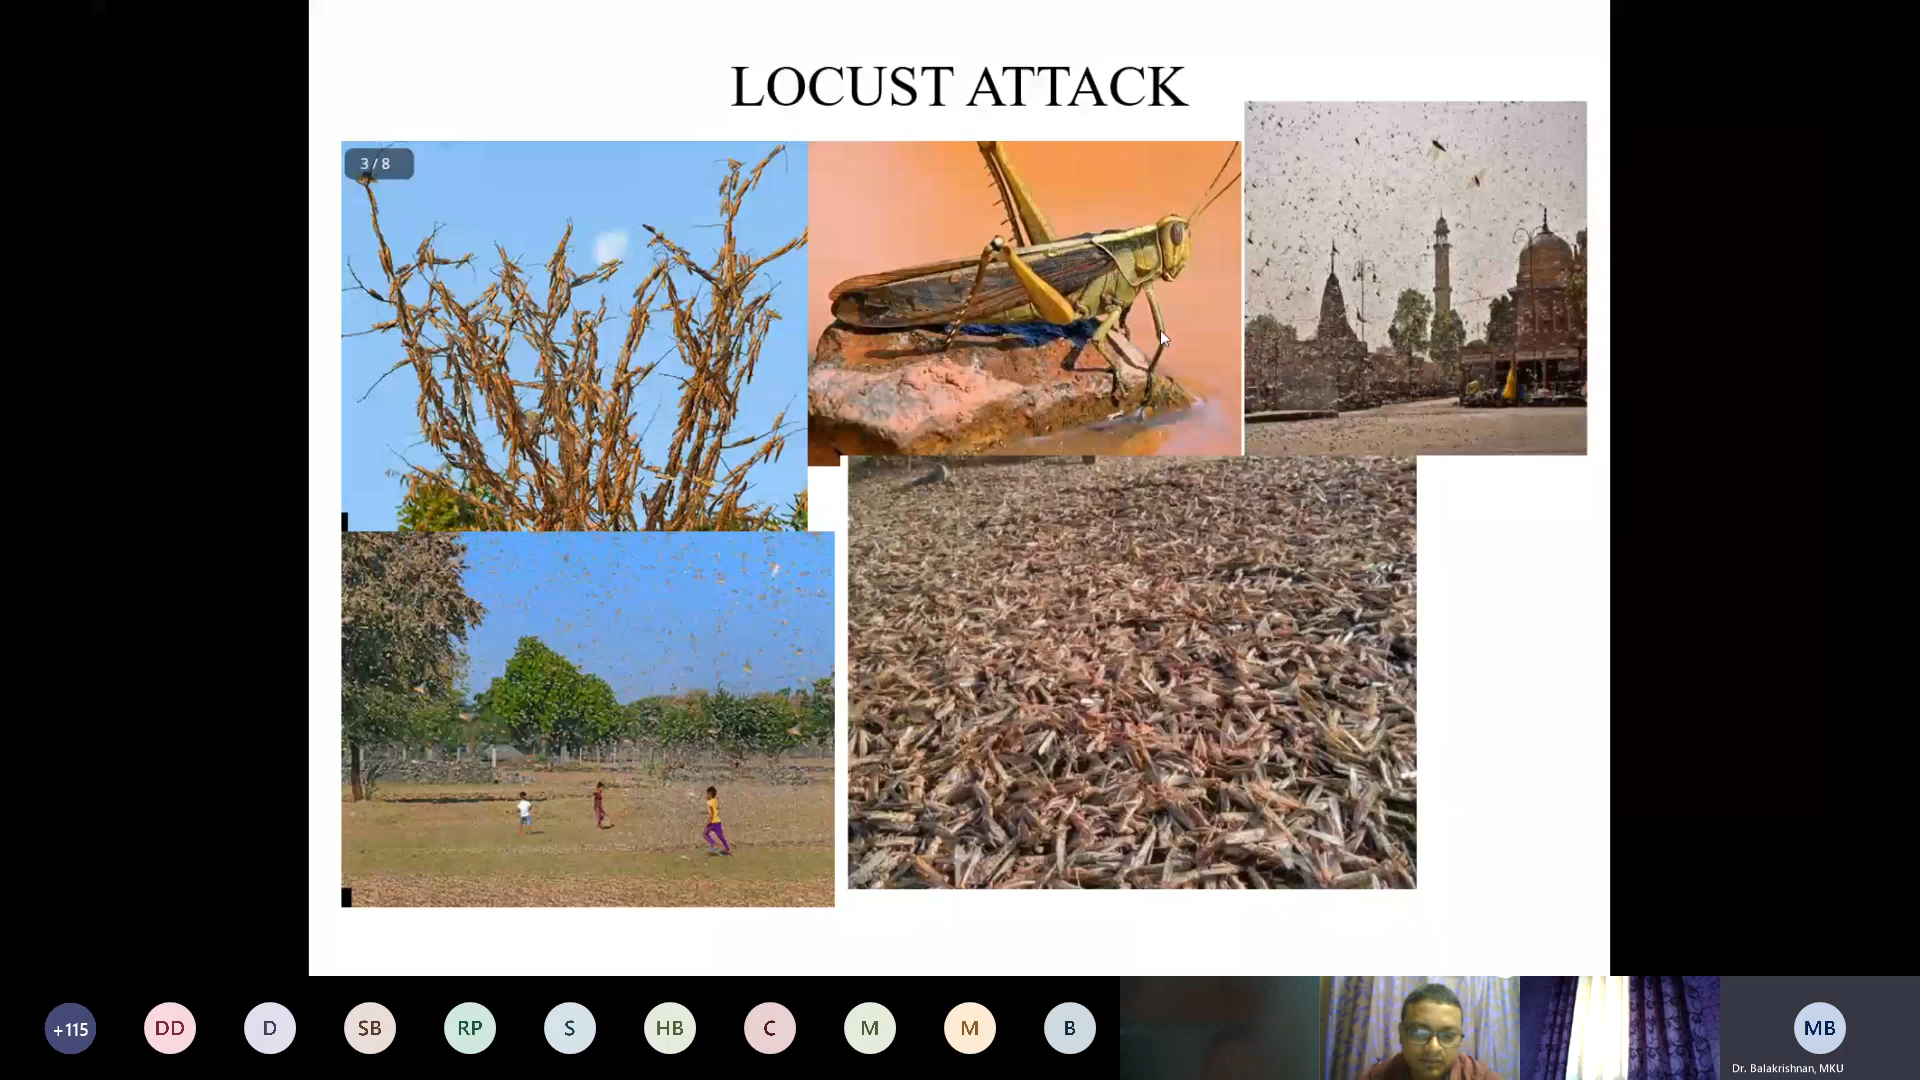 LOCUST ATTACK
3 / 8
+115
DD
D
SB
RP
S
HB
C
M
M
B
MB
Dr. Balakrishnan, MKU